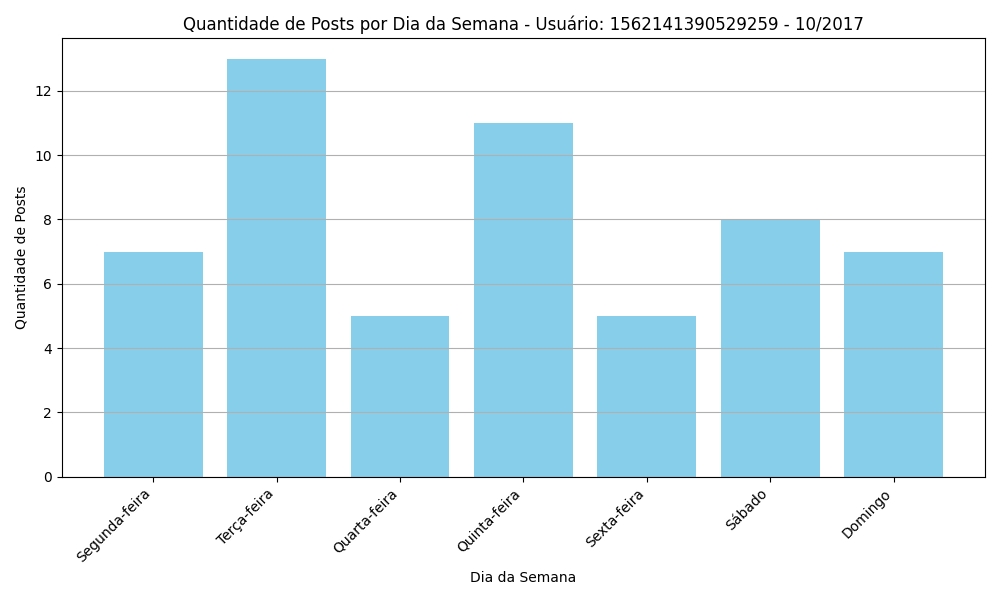 Quantidade de Posts por Dia da Semana - Usuário: 1562141390529259 - 10/2017
Quantidade de Posts
12
10
8
6
4
2
0
Segunda-feira
Terça-feira
Quarta-feira
Quinta-feira
Sexta-feira
Sábado
Domingo
Dia da Semana